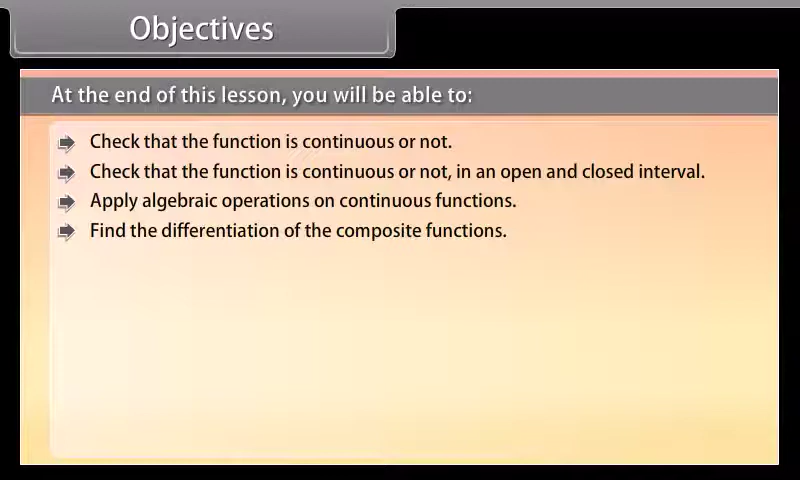 Objectives
At the end of this lesson, you will be able to:
Check that the function is continuous or not.
Check that the function is continuous or not, in an open and closed interval.
Apply algebraic operations on continuous functions.
Find the differentiation of the composite functions.